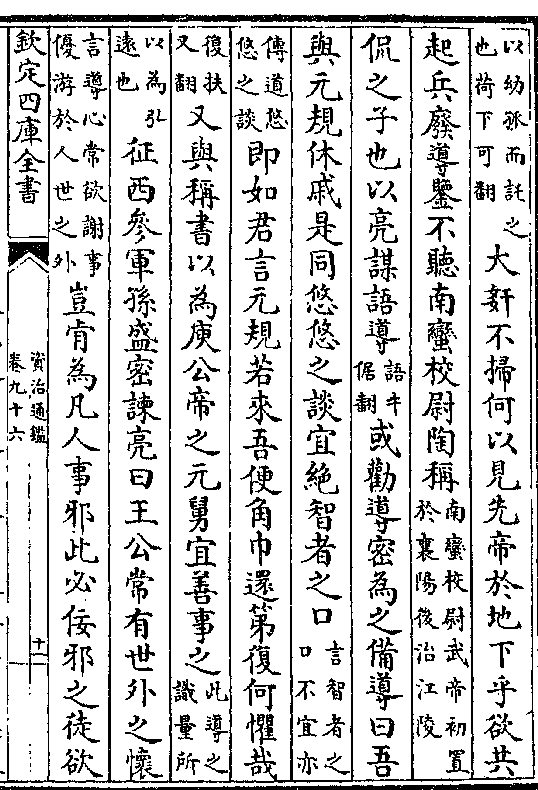 以幼孤而託之也荷下可翻大奸不掃何以見先帝於地下乎欲共
起兵廢導鑒不聽南蠻校尉陶稱南蠻校尉武帝初置於襄陽後治江陵
侃之子也以亮謀語導語牛倨翻或勸導密為之備導曰吾
與元規休戚是同悠悠之談宜絶智者之口言智者之口不宜亦
傳道悠悠之談即如君言元規若來吾便角巾還第復何懼哉
復扶又翻又與稱書以為庾公帝之元舅宜善事之此導之識量所
以為弘遠也征西參軍孫盛密諫亮曰王公常有世外之懷
言導心常欲謝事優游於人世之外豈肯為凡人事邪此必佞邪之徒欲
欽定四庫全書
資治通鑑
卷九十六
十一